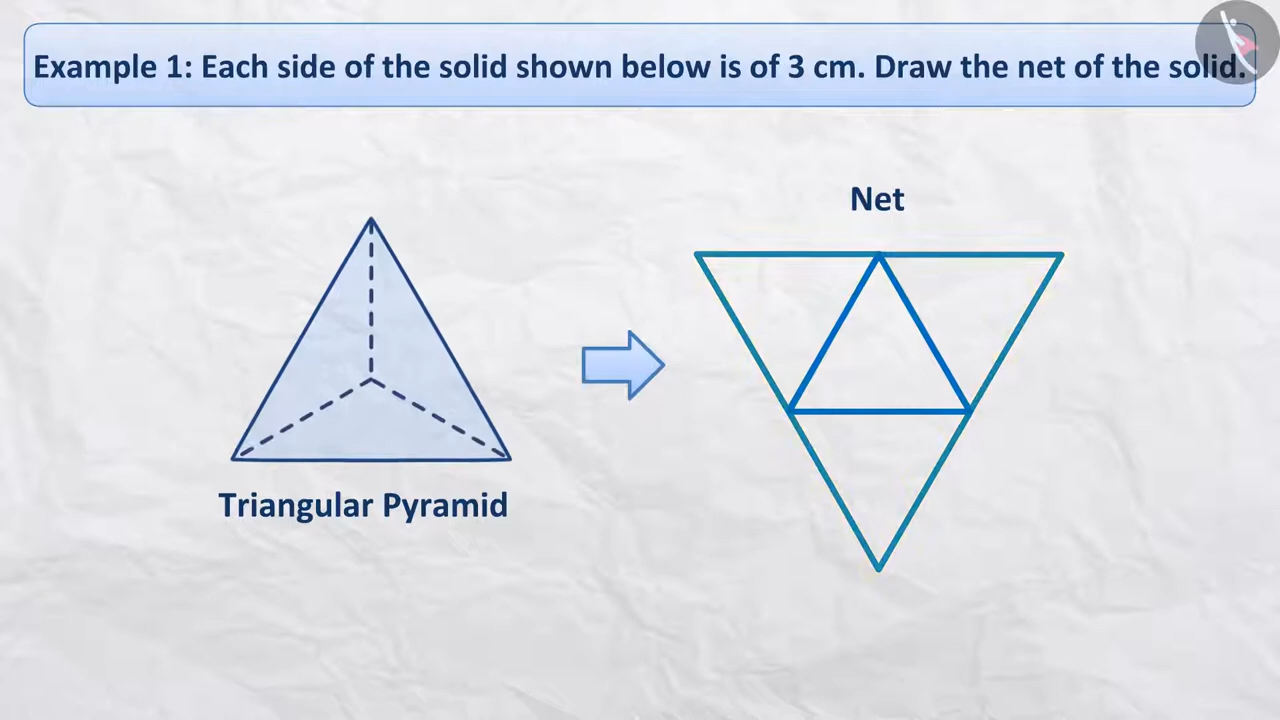 Example 1: Each side of the solid shown below is of 3 cm. Draw the net of the solid.
Net
Triangular Pyramid